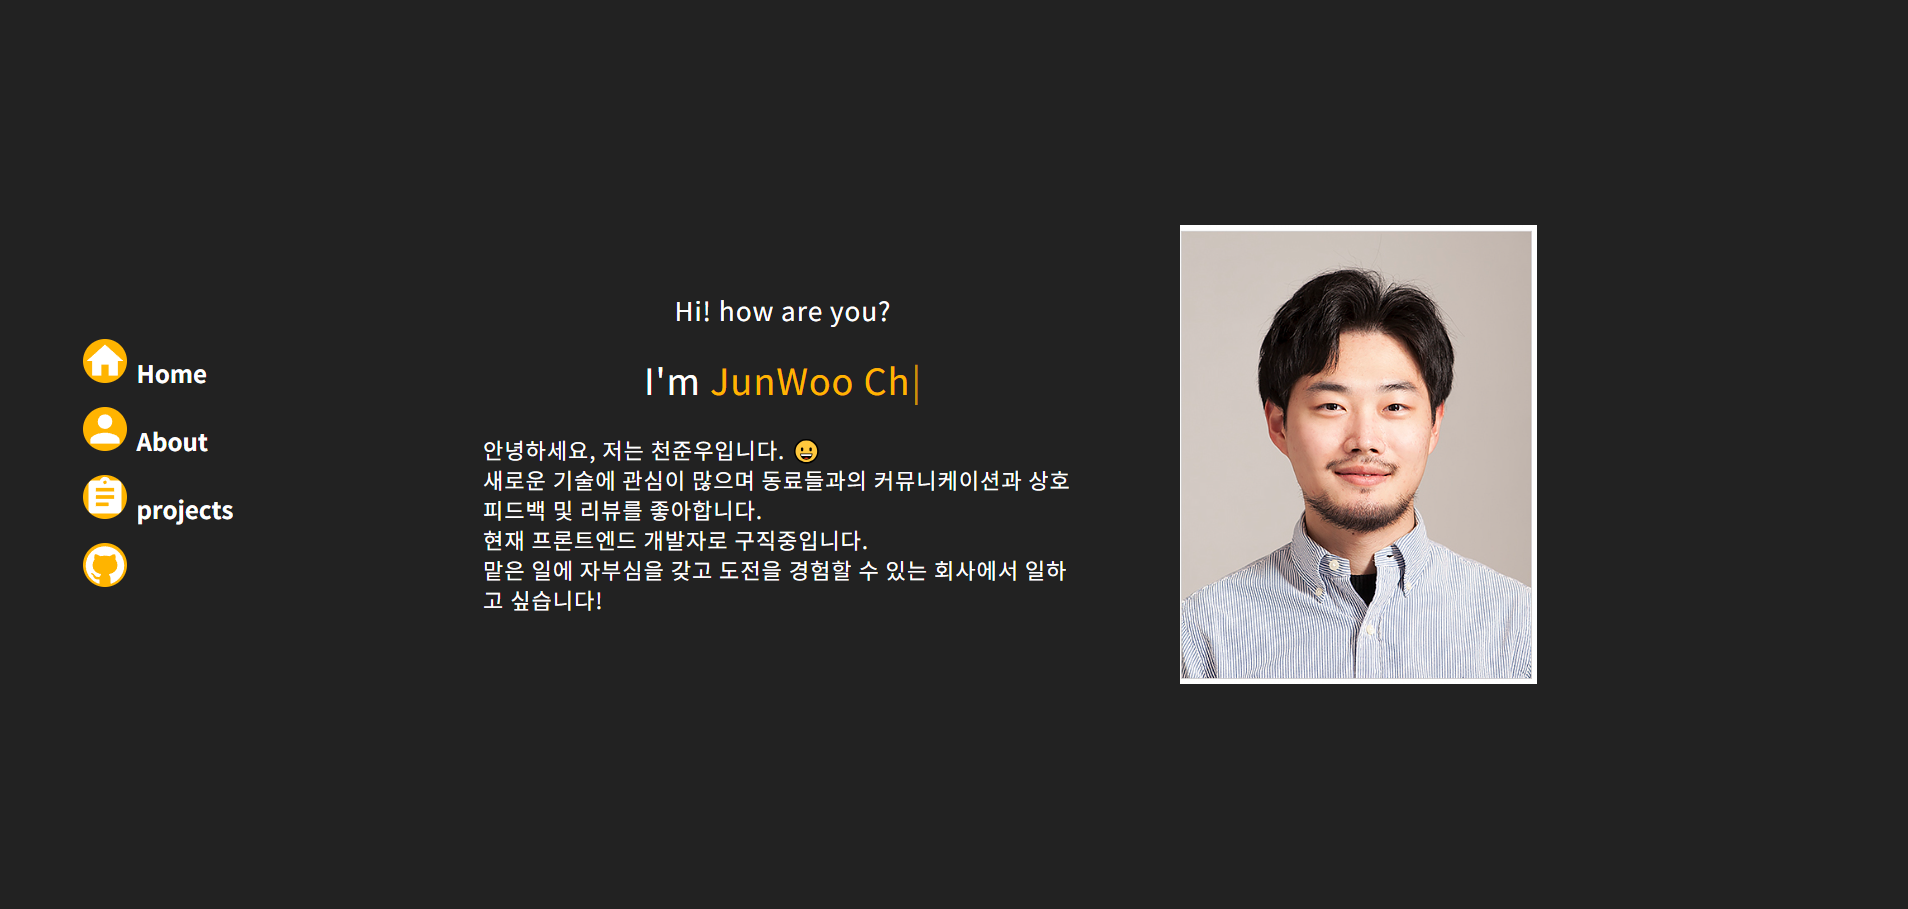 Home
About
projects
Hi! how are you?
I'm JunWoo Ch|
안녕하세요, 저는 천준우입니다. 😀
새로운 기술에 관심이 많으며 동료들과의 커뮤니케이션과 상호
피드백 및 리뷰를 좋아합니다.
현재 프론트엔드 개발자로 구직중입니다.
맡은 일에 자부심을 갖고 도전을 경험할 수 있는 회사에서 일하
고 싶습니다!